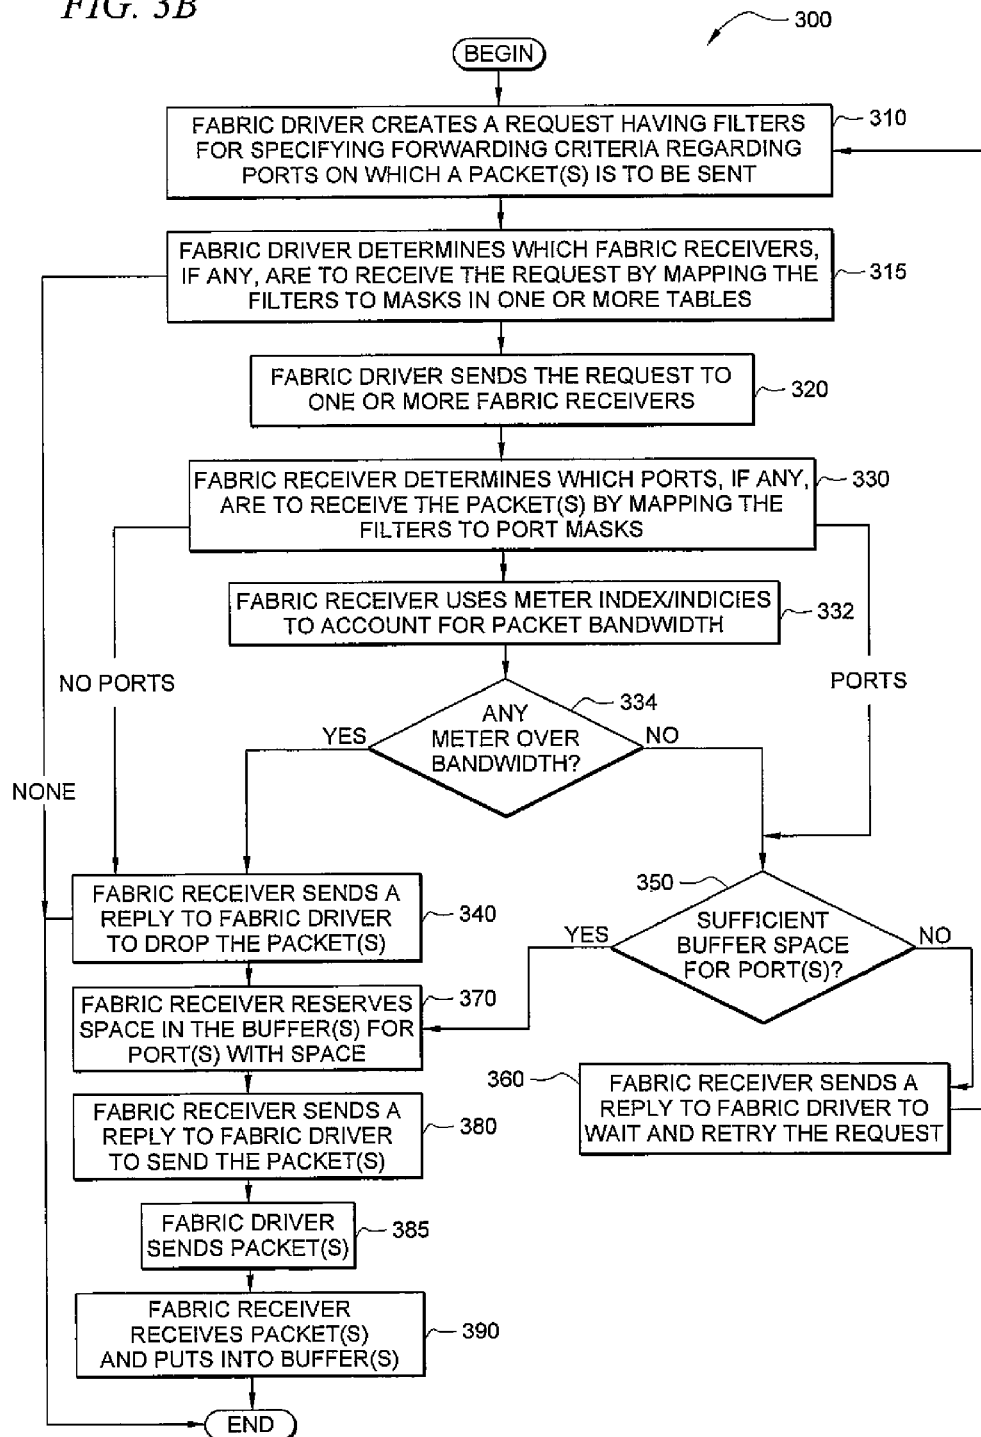 FIG. 3B
300
BEGIN
FABRIC DRIVER CREATES A REQUEST HAVING FILTERS
FOR SPECIFYING FORWARDING CRITERIA REGARDING
PORTS ON WHICH A PACKET(S) IS TO BE SENT
310
FABRIC DRIVER DETERMINES WHICH FABRIC RECEIVERS,
IF ANY, ARE TO RECEIVE THE REQUEST BY MAPPING THE
FILTERS TO MASKS IN ONE OR MORE TABLES
315
FABRIC DRIVER SENDS THE REQUEST TO
ONE OR MORE FABRIC RECEIVERS
320
FABRIC RECEIVER DETERMINES WHICH PORTS, IF ANY,
ARE TO RECEIVE THE PACKET(S) BY MAPPING THE
FILTERS TO PORT MASKS
330
FABRIC RECEIVER USES METER INDEX/INDICIES
TO ACCOUNT FOR PACKET BANDWIDTH
332
NO PORTS
PORTS
334
ANY
METER OVER
BANDWIDTH?
YES
NO
NONE
FABRIC RECEIVER SENDS A
REPLY TO FABRIC DRIVER
TO DROP THE PACKET(S)
340
350
SUFFICIENT
BUFFER SPACE
FOR PORT(S)?
YES
NO
FABRIC RECEIVER RESERVES
SPACE IN THE BUFFER(S) FOR
PORT(S) WITH SPACE
370
360
FABRIC RECEIVER SENDS A
REPLY TO FABRIC DRIVER TO
WAIT AND RETRY THE REQUEST
FABRIC RECEIVER SENDS A
REPLY TO FABRIC DRIVER
TO SEND THE PACKET(S)
380
FABRIC DRIVER
SENDS PACKET(S)
385
FABRIC RECEIVER
RECEIVES PACKET(S)
AND PUTS INTO BUFFER(S)
390
END